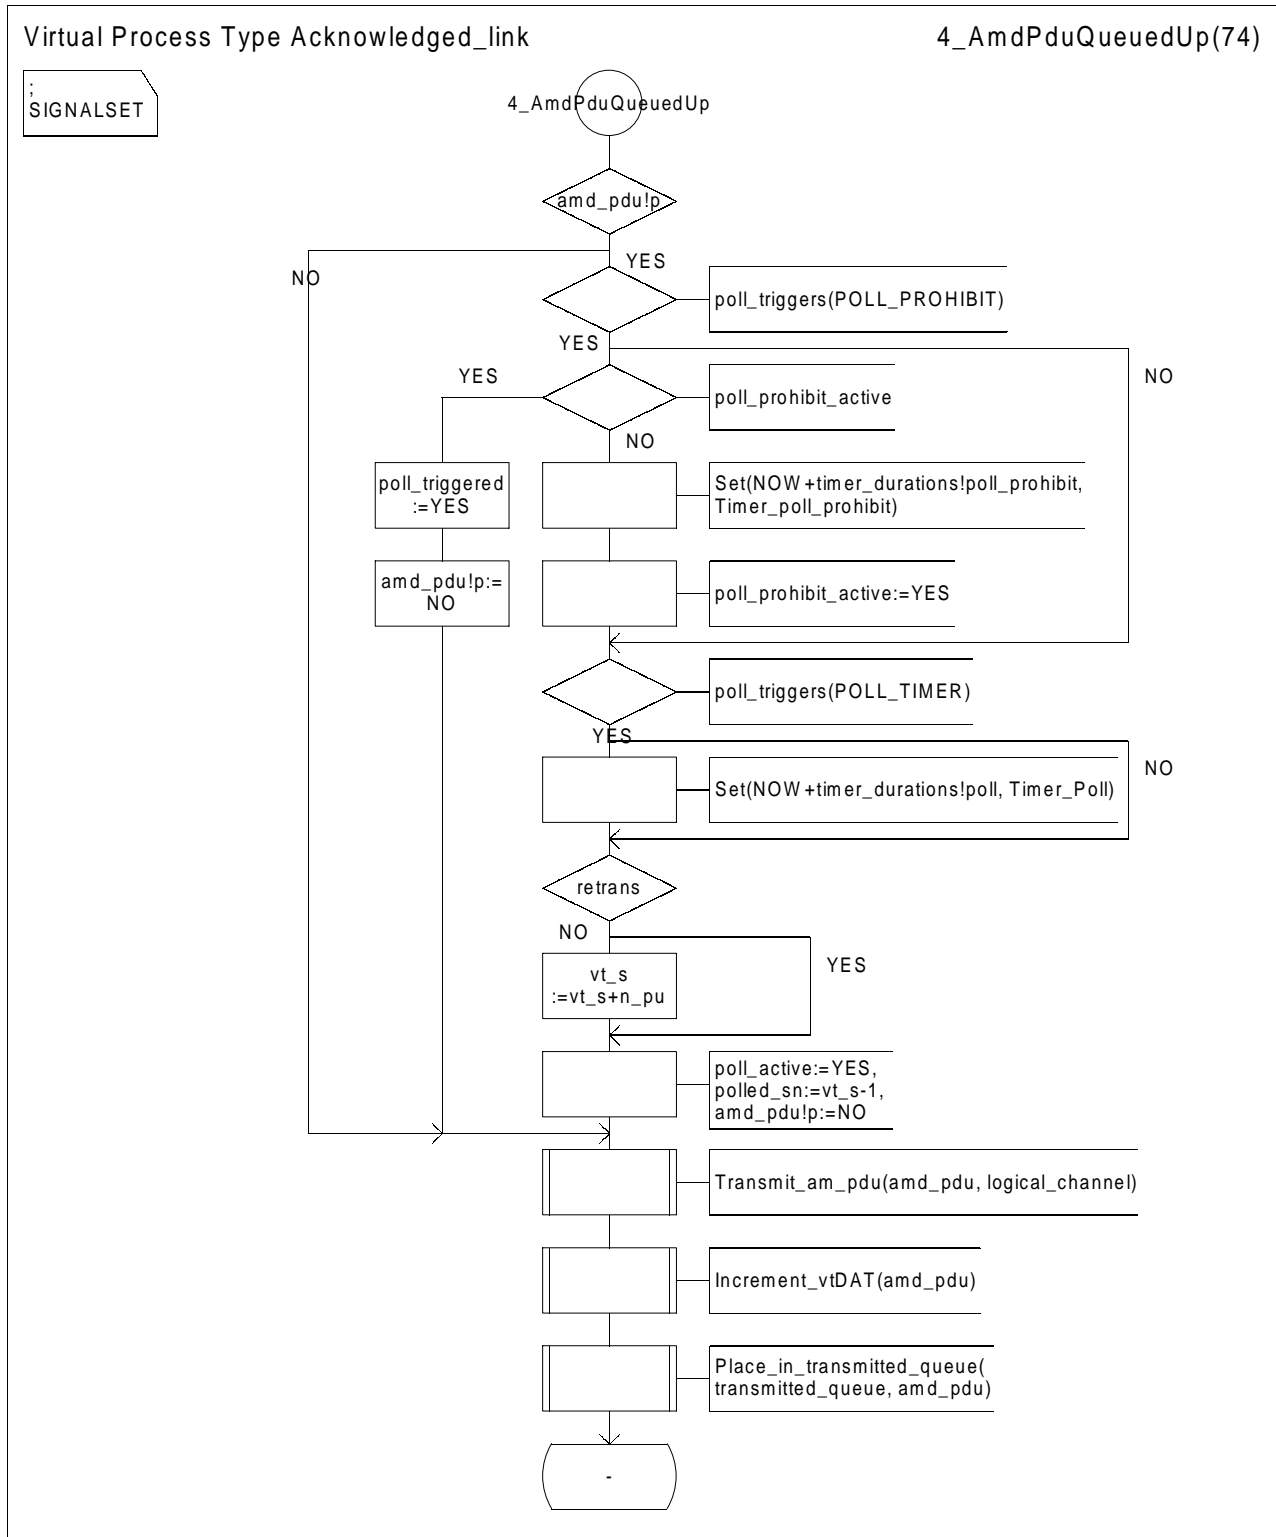 Virtual Process Type Acknowledged_link
4_AmdPduQueuedUp(74)
;
SIGNALSET
4_AmdPduQueuedUp
amd_pdu!p
NO
YES
poll_triggers(POLL_PROHIBIT)
YES
NO
YES
poll_prohibit_active
NO
poll_triggered
:=YES
Set(NOW+timer_durations!poll_prohibit,
Timer_poll_prohibit)
amd_pdu!p:=
NO
poll_prohibit_active:=YES
poll_triggers(POLL_TIMER)
YES
NO
Set(NOW+timer_durations!poll, Timer_Poll)
retrans
NO
YES
vt_s
:=vt_s+n_pu
poll_active:=YES,
polled_sn:=vt_s-1,
amd_pdu!p:=NO
Transmit_am_pdu(amd_pdu, logical_channel)
Increment_vtDAT(amd_pdu)
Place_in_transmitted_queue(
transmitted_queue, amd_pdu)
-